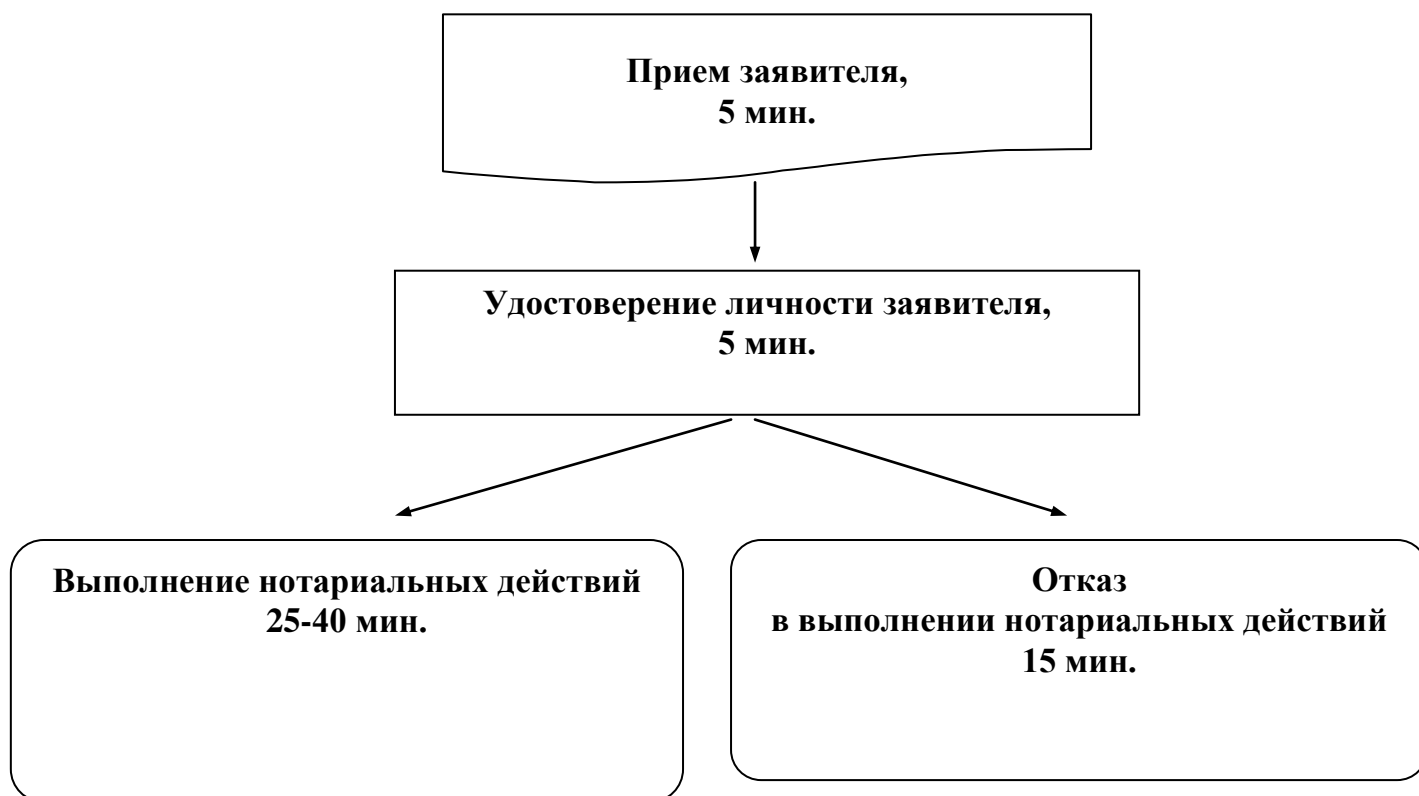 Прием заявителя,
5 мин.
Удостоверение личности заявителя,
5 мин.
Выполнение нотариальных действий
25-40 мин.
Отказ
в выполнении нотариальных действий
15 мин.